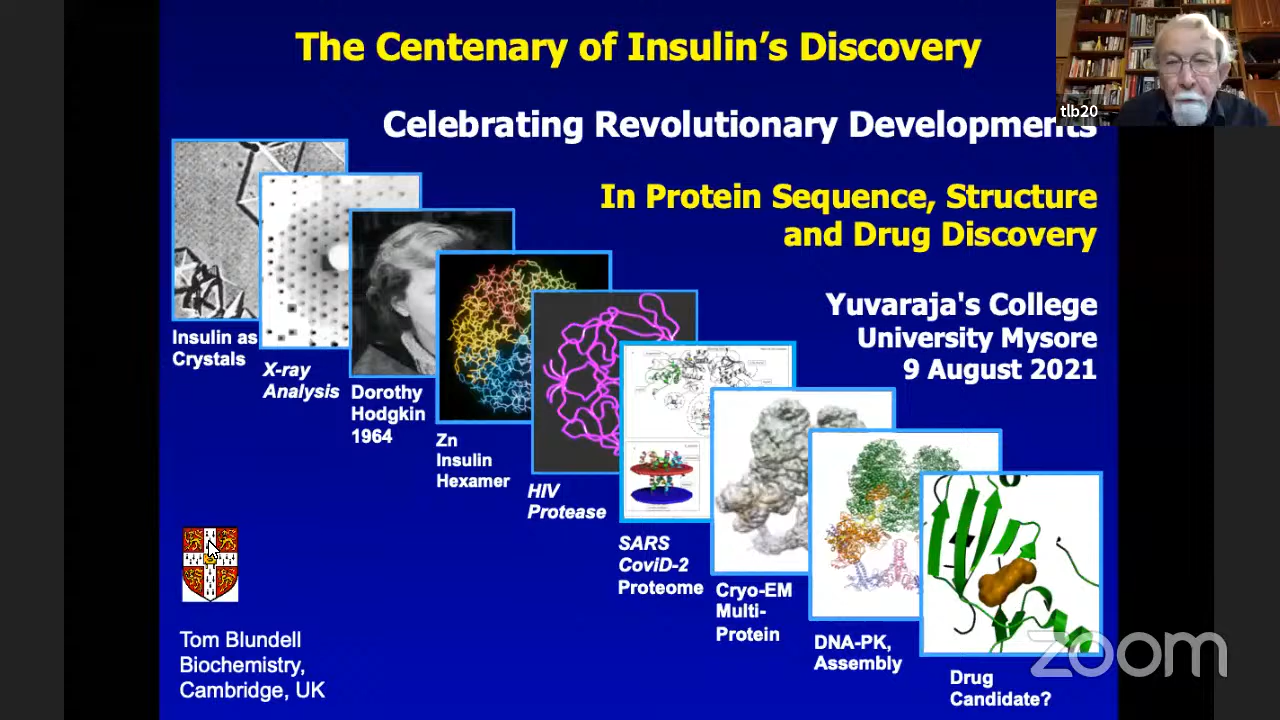 The Centenary of Insulin’s Discovery
tlb20
Celebrating Revolutionary Developments
In Protein Sequence, Structure
and Drug Discovery
Yuvaraja's College
University Mysore
9 August 2021
Insulin as
Crystals
X-ray
Analysis
Dorothy
Hodgkin
1964
Zn
Insulin
Hexamer
HIV
Protease
SARS
CoviD-2
Proteome
Cryo-EM
Multi-
Protein
DNA-PK,
Assembly
Drug
Candidate?
Tom Blundell
Biochemistry,
Cambridge, UK
zoom